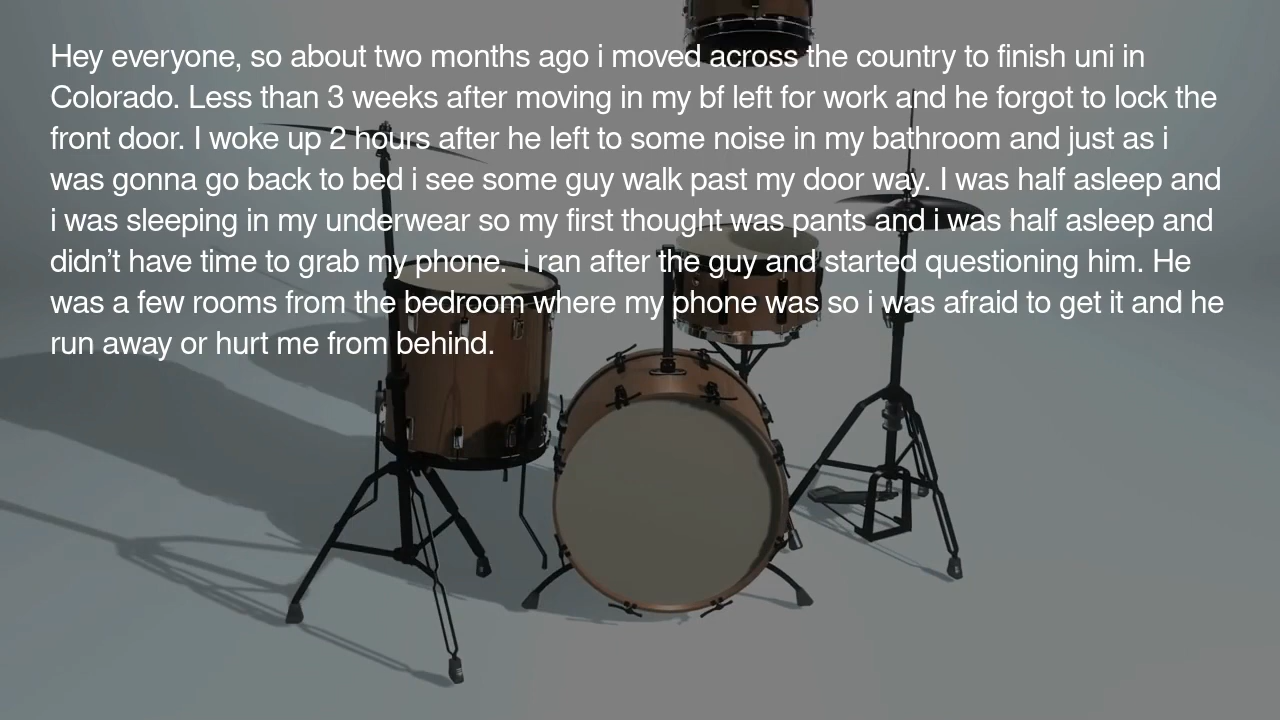 Hey everyone, so about two months ago i moved across the country to finish uni in
Colorado. Less than 3 weeks after moving in my bf left for work and he forgot to lock the
front door. I woke up 2 hours after he left to some noise in my bathroom and just as i
was gonna go back to bed i see some guy walk past my door way. I was half asleep and
i was sleeping in my underwear so my first thought was pants and i was half asleep and
didn’t have time to grab my phone.  i ran after the guy and started questioning him. He
was a few rooms from the bedroom where my phone was so i was afraid to get it and he
run away or hurt me from behind.